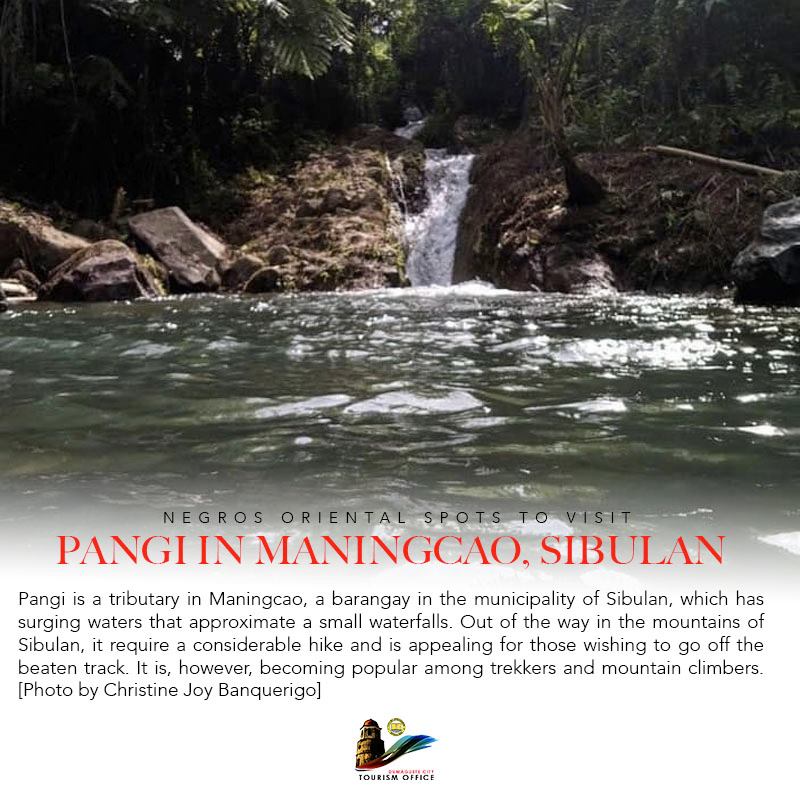 NEGROS ORIENTAL SPOTS TO VISIT
PANGI IN MANINGCAO, SIBULAN
Pangi is a tributary in Maningcao, a barangay in the municipality of Sibulan, which has
surging waters that approximate a small waterfalls. Out of the way in the mountains of
Sibulan, it require a considerable hike and is appealing for those wishing to go off the
beaten track. It is, however, becoming popular among trekkers and mountain climbers.
[Photo by Christine Joy Banquerigo]
DUMAGUETE CITY
TOURISM OFFICE